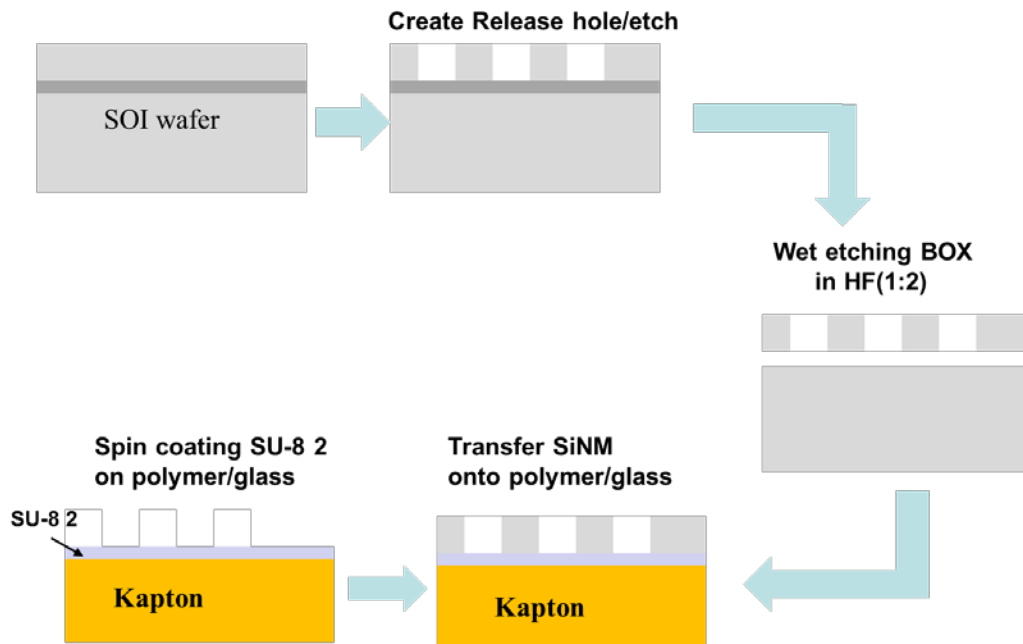 Create Release hole/etch
SOI wafer
Wet etching BOX
in HF(1:2)
Spin coating SU-8 2
on polymer/glass
SU-8 2
Kapton
Transfer SiNM
onto polymer/glass
Kapton